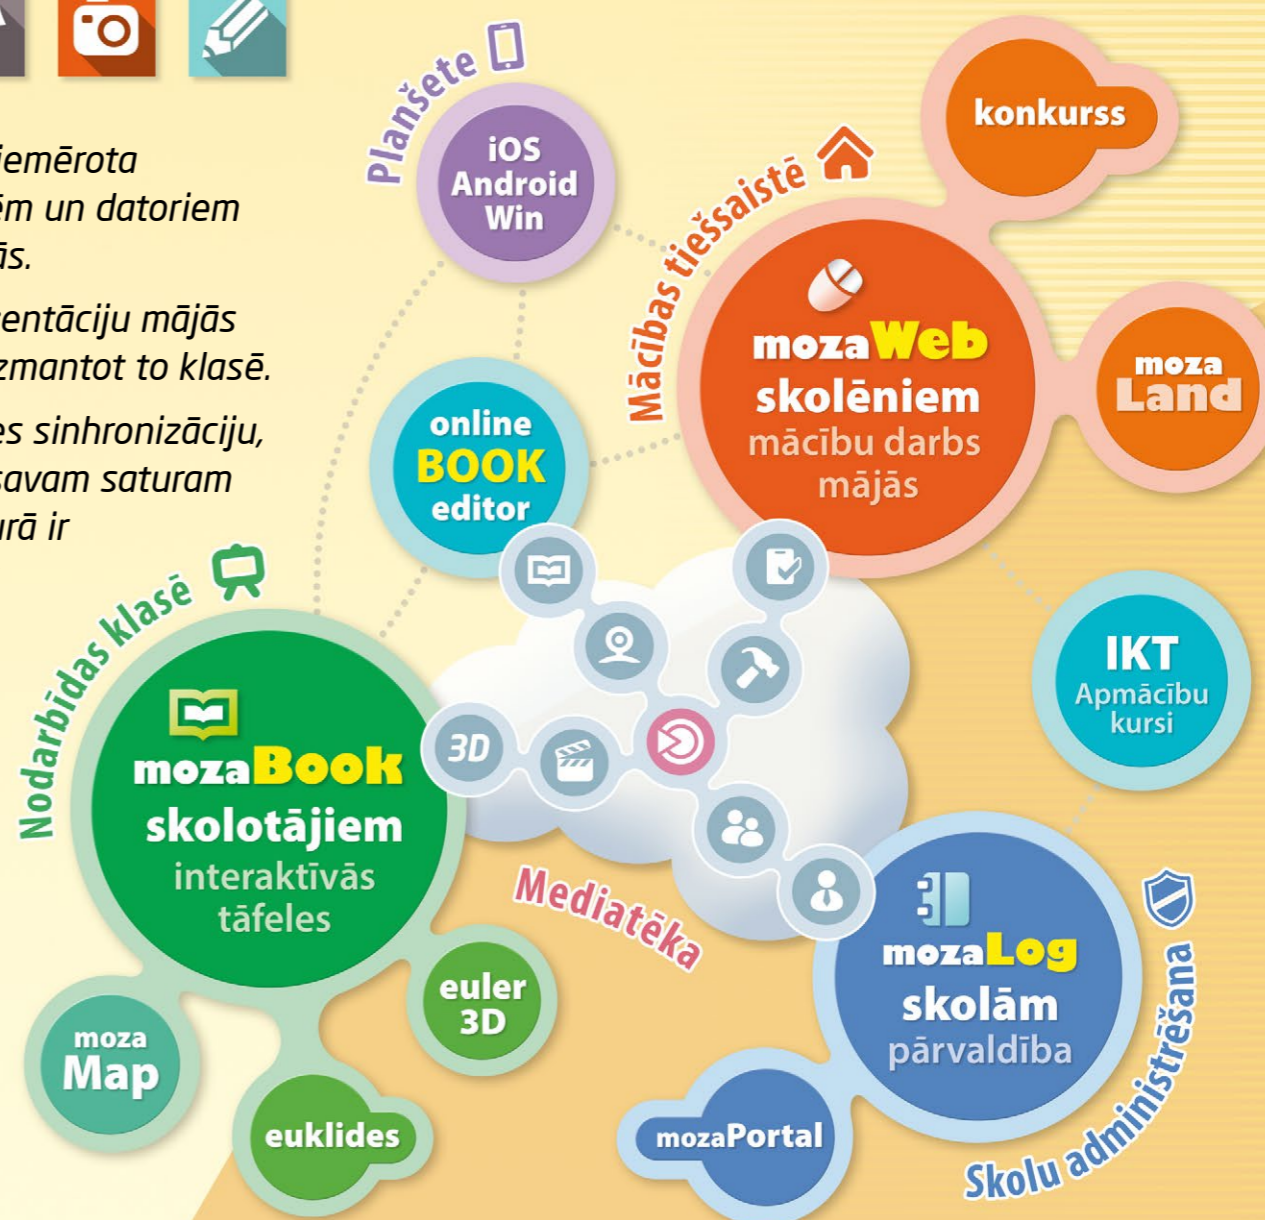 iemērota
ēm un datoriem
ās.
entāciju mājās
zmantot to klasē.
es sinhronizāciju,
savam saturam
urā ir
Planšete
iOS
Android
Win
konkurss
Mācības tiešsaistē
mozaWeb
skolēniem
mācību darbs
mājās
moza
Land
online
BOOK
editor
Nodarbīdas klasē
mozaBook
skolotājiem
interaktīvās
tāfeles
3D
Mediatēka
IKT
Apmācību
kursi
mozaLog
skolām
pārvaldība
Skolu administrēšana
euler
3D
moza
Map
euklides
mozaPortal